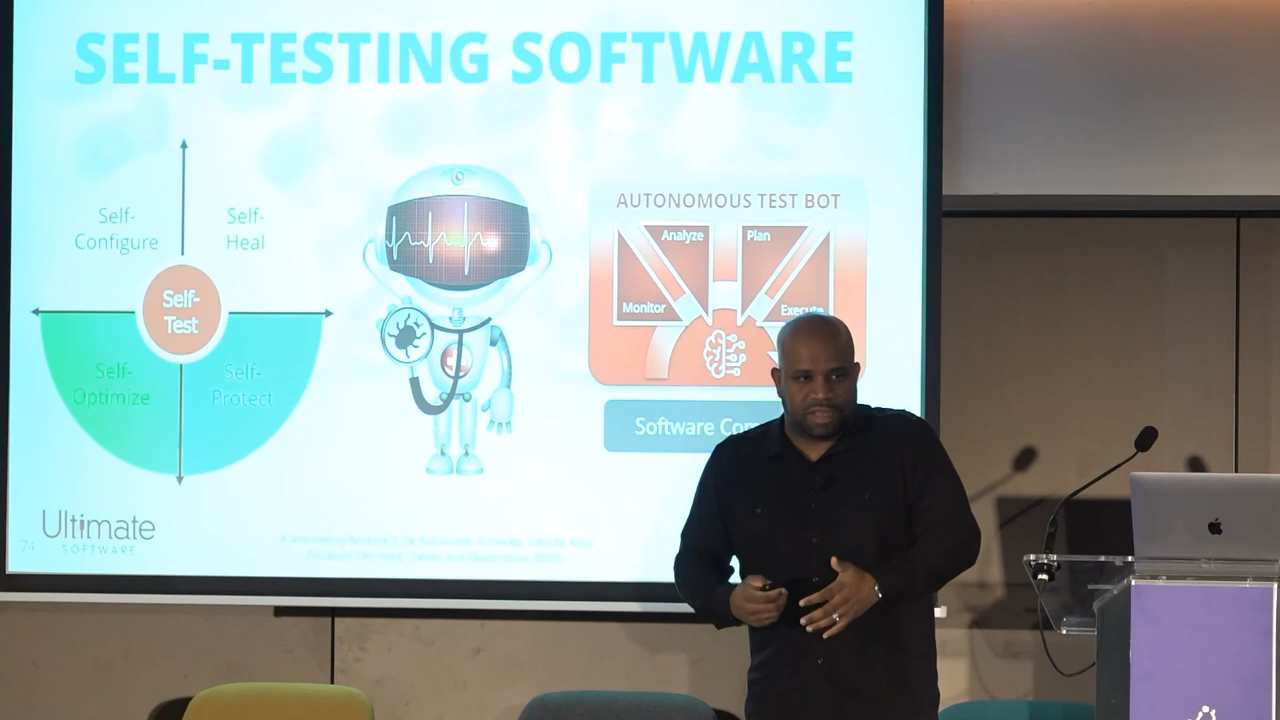 SELF-TESTING SOFTWARE
Self-
Configure
Self-
Heal
Self-
Test
Self-
Optimize
Self-
Protect
AUTONOMOUS TEST BOT
Analyze
Plan
Monitor
Execute
Software
Ultimate
SOFTWARE
74